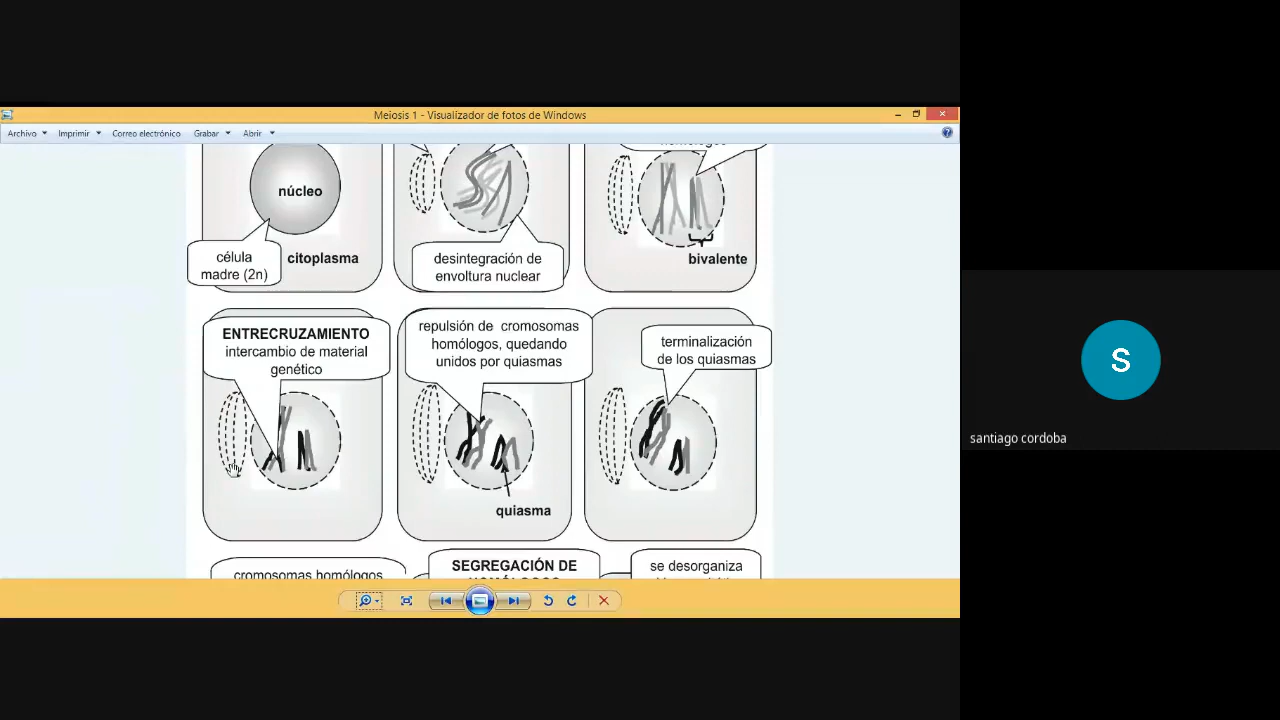 Meiosis 1 - Visualizador de fotos de Windows
Archivo Imprimir Correo electrónico Grabar Abrir
núcleo
célula
madre (2n)
citoplasma
desintegración de
envoltura nuclear
bivalente
ENTRECRUZAMIENTO
intercambio de material
genético
repulsión de cromosomas
homólogos, quedando
unidos por quiasmas
quiasma
terminalización
de los quiasmas
cromosomas homólogos
SEGREGACIÓN DE
se desorganiza
S
santiago cordoba